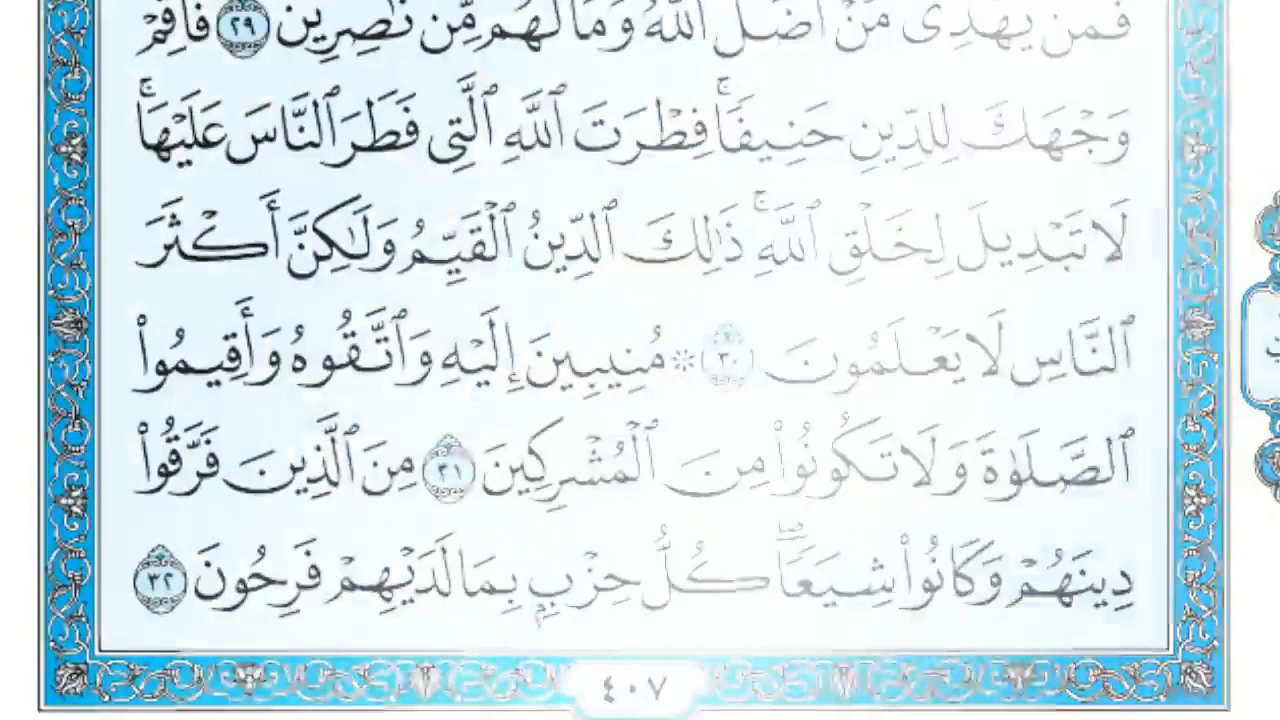 فَمَن يَهْدِى مَنْ أَضَلَّ ٱللَّهُ وَمَا لَهُم مِّن نَّٰصِرِينَ ٢٩ فَأَقِمْ
وَجْهَكَ لِلدِّينِ حَنِيفًاۚ فِطْرَتَ ٱللَّهِ ٱلَّتِى فَطَرَ ٱلنَّاسَ عَلَيْهَاۚ
لَا تَبْدِيلَ لِخَلْقِ ٱللَّهِۚ ذَٰلِكَ ٱلدِّينُ ٱلْقَيِّمُ وَلَٰكِنَّ أَكْثَرَ
ٱلنَّاسِ لَا يَعْلَمُونَ ٣٠ ۞ مُنِيبِينَ إِلَيْهِ وَٱتَّقُوهُ وَأَقِيمُوا۟
ٱلصَّلَوٰةَ وَلَا تَكُونُوا۟ مِنَ ٱلْمُشْرِكِينَ ٣١ مِنَ ٱلَّذِينَ فَرَّقُوا۟
دِينَهُمْ وَكَانُوا۟ شِيَعًاۖ كُلُّ حِزْبٍۭ بِمَا لَدَيْهِمْ فَرِحُونَ ٣٢
٤٠٧